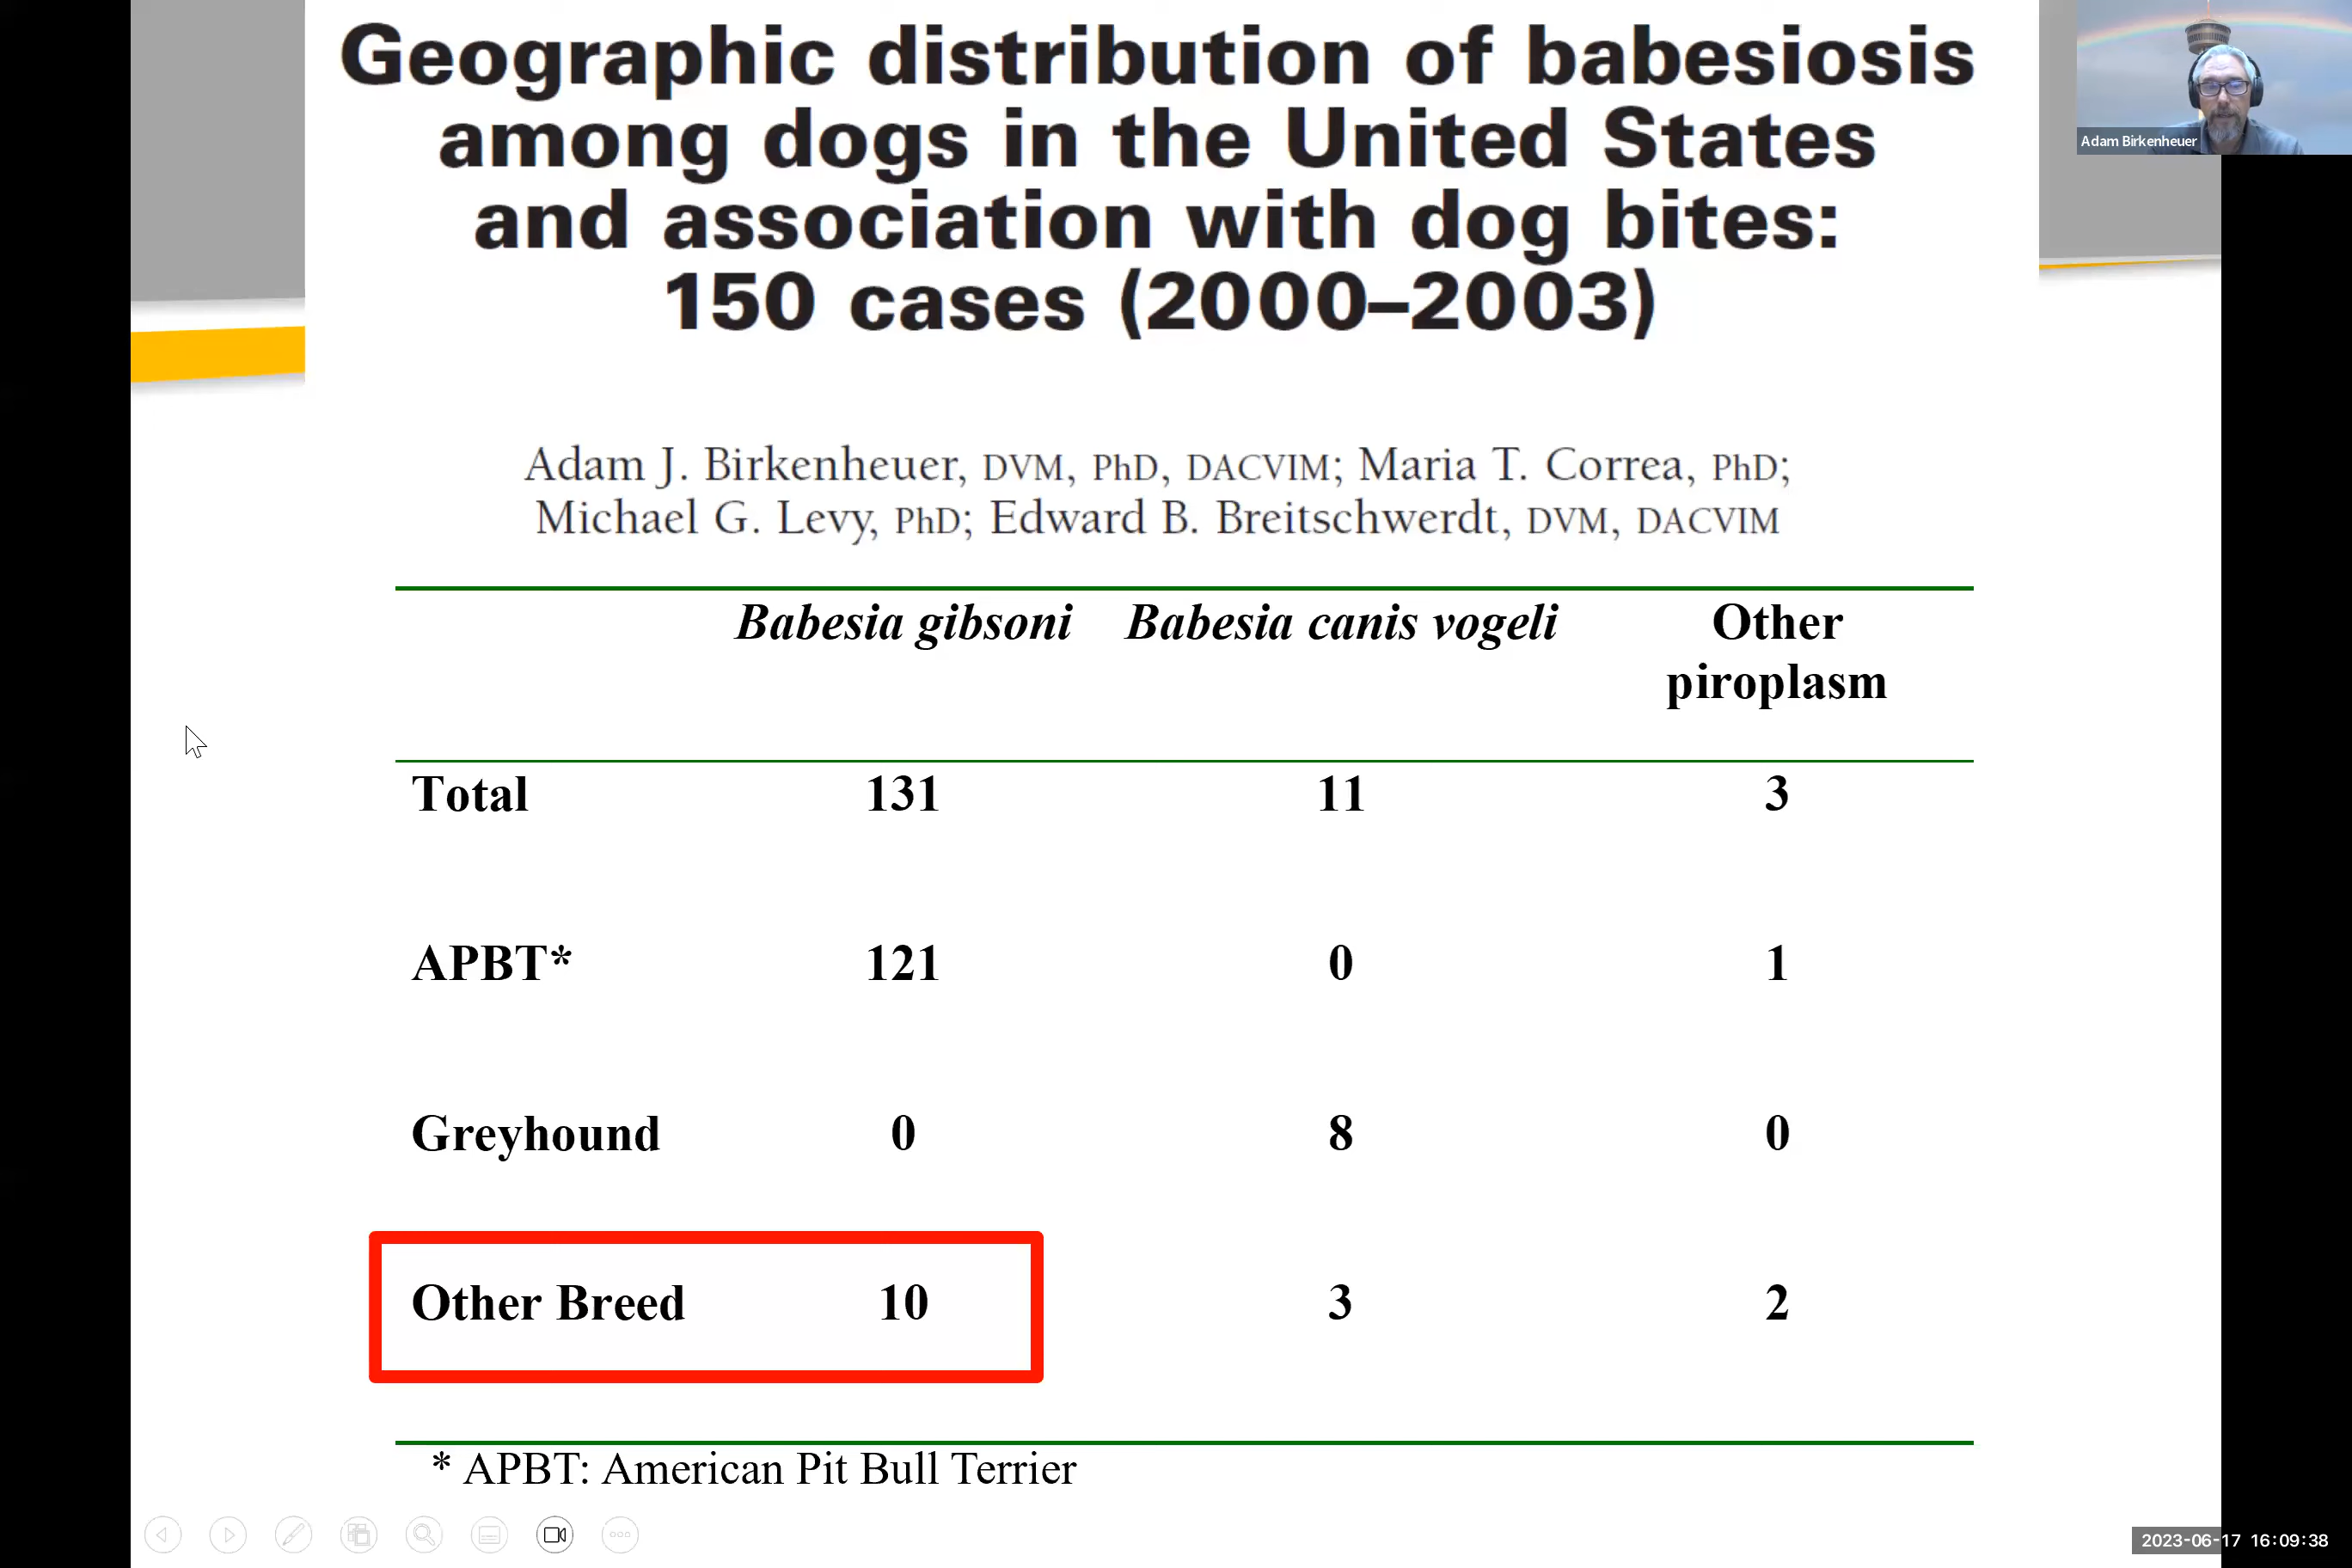 Geographic distribution of babesiosis
among dogs in the United States
and association with dog bites:
150 cases (2000–2003)
Adam Birkenheuer
Adam J. Birkenheuer, DVM, PhD, DACVIM; Maria T. Correa, PhD;
Michael G. Levy, PhD; Edward B. Breitschwerdt, DVM, DACVIM
Babesia gibsoni Babesia canis vogeli Other
piroplasm
Total 131 11 3
APBT* 121 0 1
Greyhound 0 8 0
Other Breed 10 3 2
* APBT: American Pit Bull Terrier
2023-06-17 16:09:38